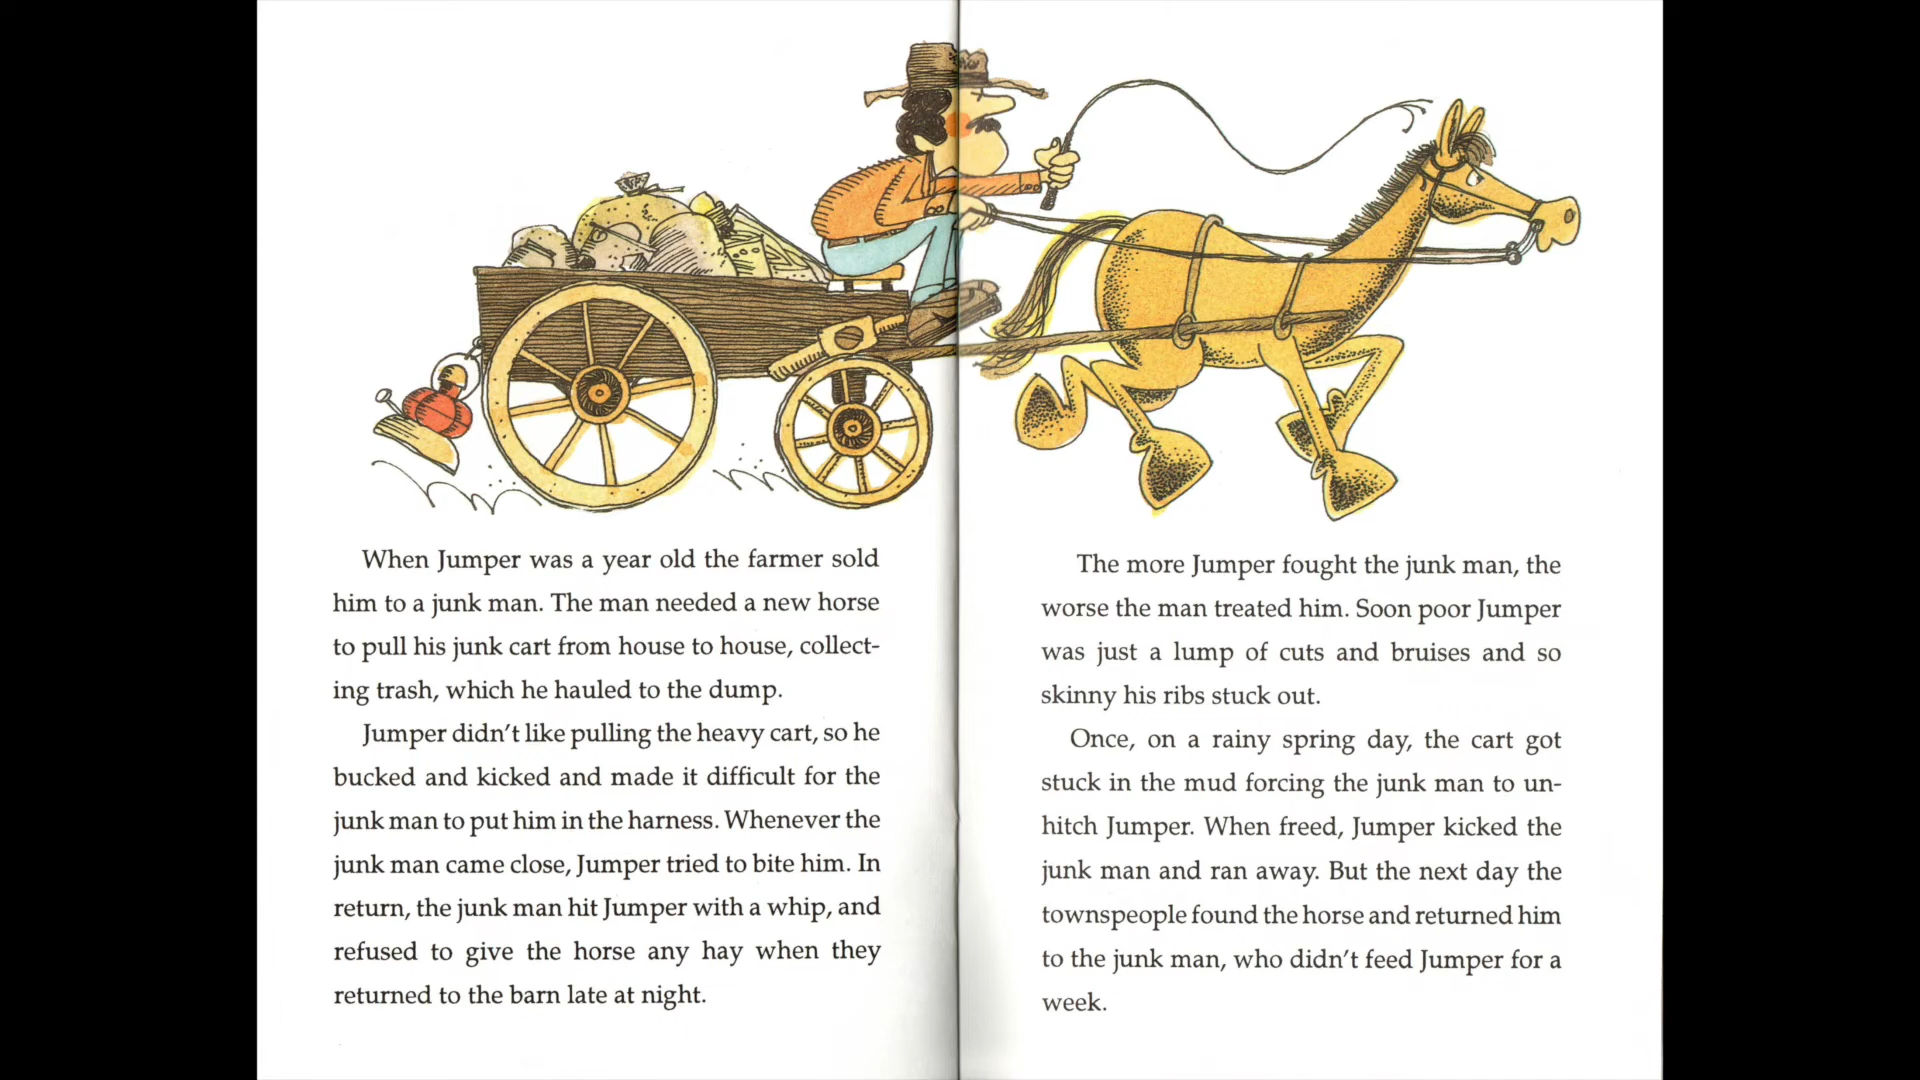 When Jumper was a year old the farmer sold
him to a junk man. The man needed a new horse
to pull his junk cart from house to house, collect-
ing trash, which he hauled to the dump.
Jumper didn't like pulling the heavy cart, so he
bucked and kicked and made it difficult for the
junk man to put him in the harness. Whenever the
junk man came close, Jumper tried to bite him. In
return, the junk man hit Jumper with a whip, and
refused to give the horse any hay when they
returned to the barn late at night.
The more Jumper fought the junk man, the
worse the man treated him. Soon poor Jumper
was just a lump of cuts and bruises and so
skinny his ribs stuck out.
Once, on a rainy spring day, the cart got
stuck in the mud forcing the junk man to un-
hitch Jumper. When freed, Jumper kicked the
junk man and ran away. But the next day the
townspeople found the horse and returned him
to the junk man, who didn't feed Jumper for a
week.